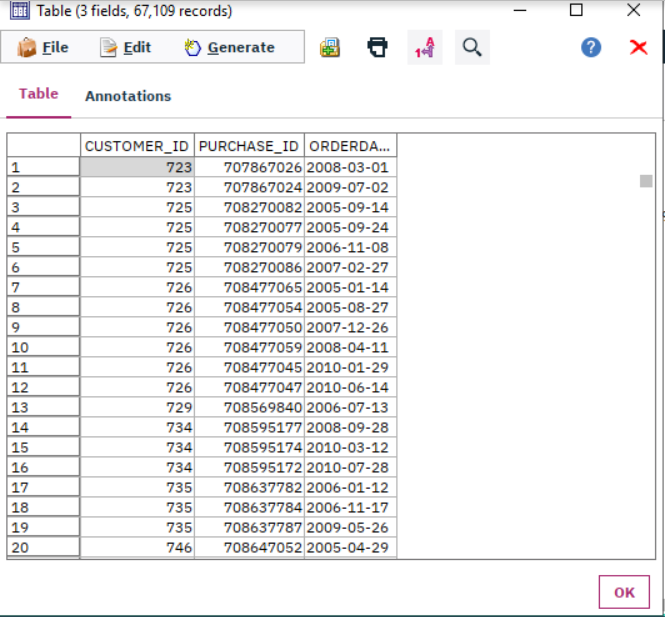 Table (3 fields, 67,109 records)
File Edit Generate
Table Annotations
CUSTOMER_ID PURCHASE_ID ORDERDA...
1 723 707867026 2008-03-01
2 723 707867024 2009-07-02
3 725 708270082 2005-09-14
4 725 708270077 2005-09-24
5 725 708270079 2006-11-08
6 725 708270086 2007-02-27
7 726 708477065 2005-01-14
8 726 708477054 2005-08-27
9 726 708477050 2007-12-26
10 726 708477059 2008-04-11
11 726 708477045 2010-01-29
12 726 708477047 2010-06-14
13 729 708569840 2006-07-13
14 734 708595177 2008-09-28
15 734 708595174 2010-03-12
16 734 708595172 2010-07-28
17 735 708637782 2006-01-12
18 735 708637784 2006-11-17
19 735 708637787 2009-05-26
20 746 708647052 2005-04-29
OK